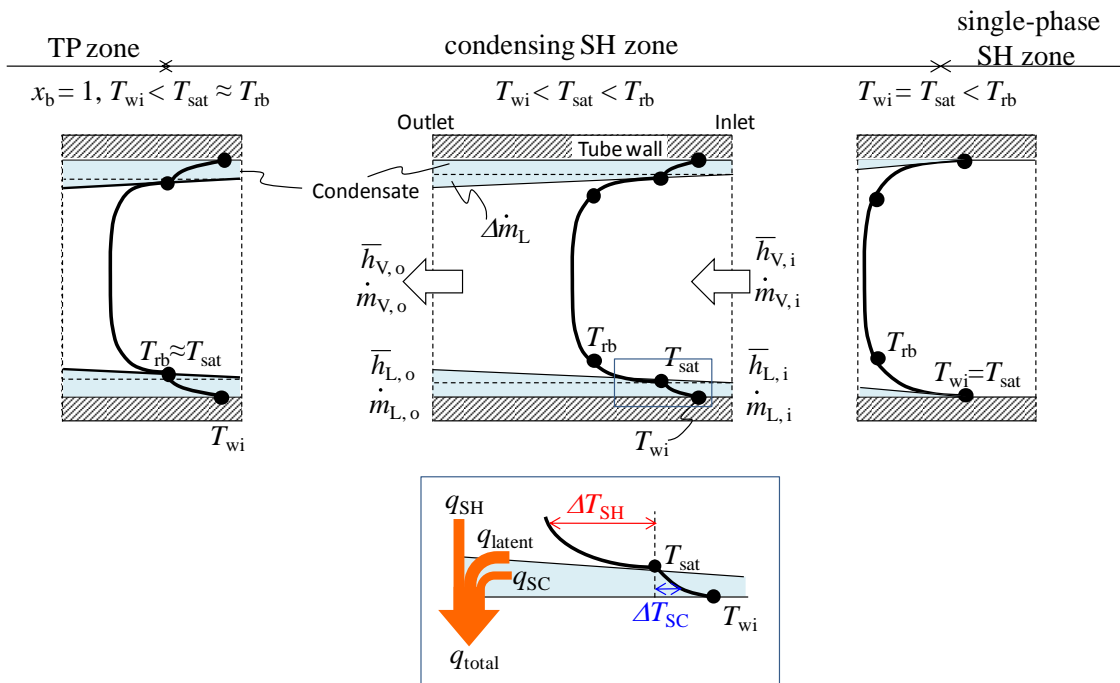 TP zone
condensing SH zone
single-phase
SH zone
x_b = 1, T_wi < T_sat ≈ T_rb
T_wi < T_sat < T_rb
T_wi = T_sat < T_rb
Outlet
Inlet
Tube wall
Condensate
Δṁ_L
h̅_V, o
ṁ_V, o
h̅_V, i
ṁ_V, i
T_rb≈T_sat
T_rb
T_sat
T_rb
T_wi=T_sat
h̅_L, o
ṁ_L, o
h̅_L, i
ṁ_L, i
T_wi
T_wi
q_SH
ΔT_SH
q_latent
T_sat
q_SC
ΔT_SC
T_wi
q_total